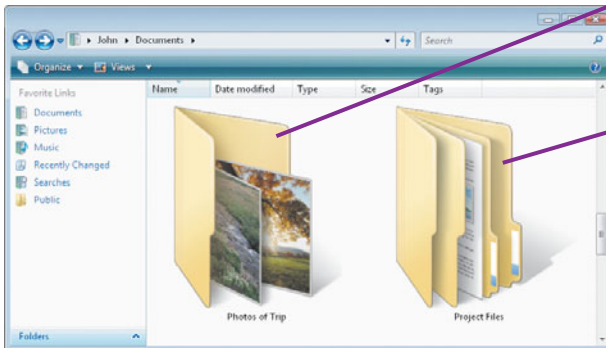 John ▸ Documents ▸
Search
Organize Views
Name Date modified Type Size Tags
Favorite Links
Documents
Pictures
Music
Recently Changed
Searches
Public
Photos of Trip
Project Files
Folders